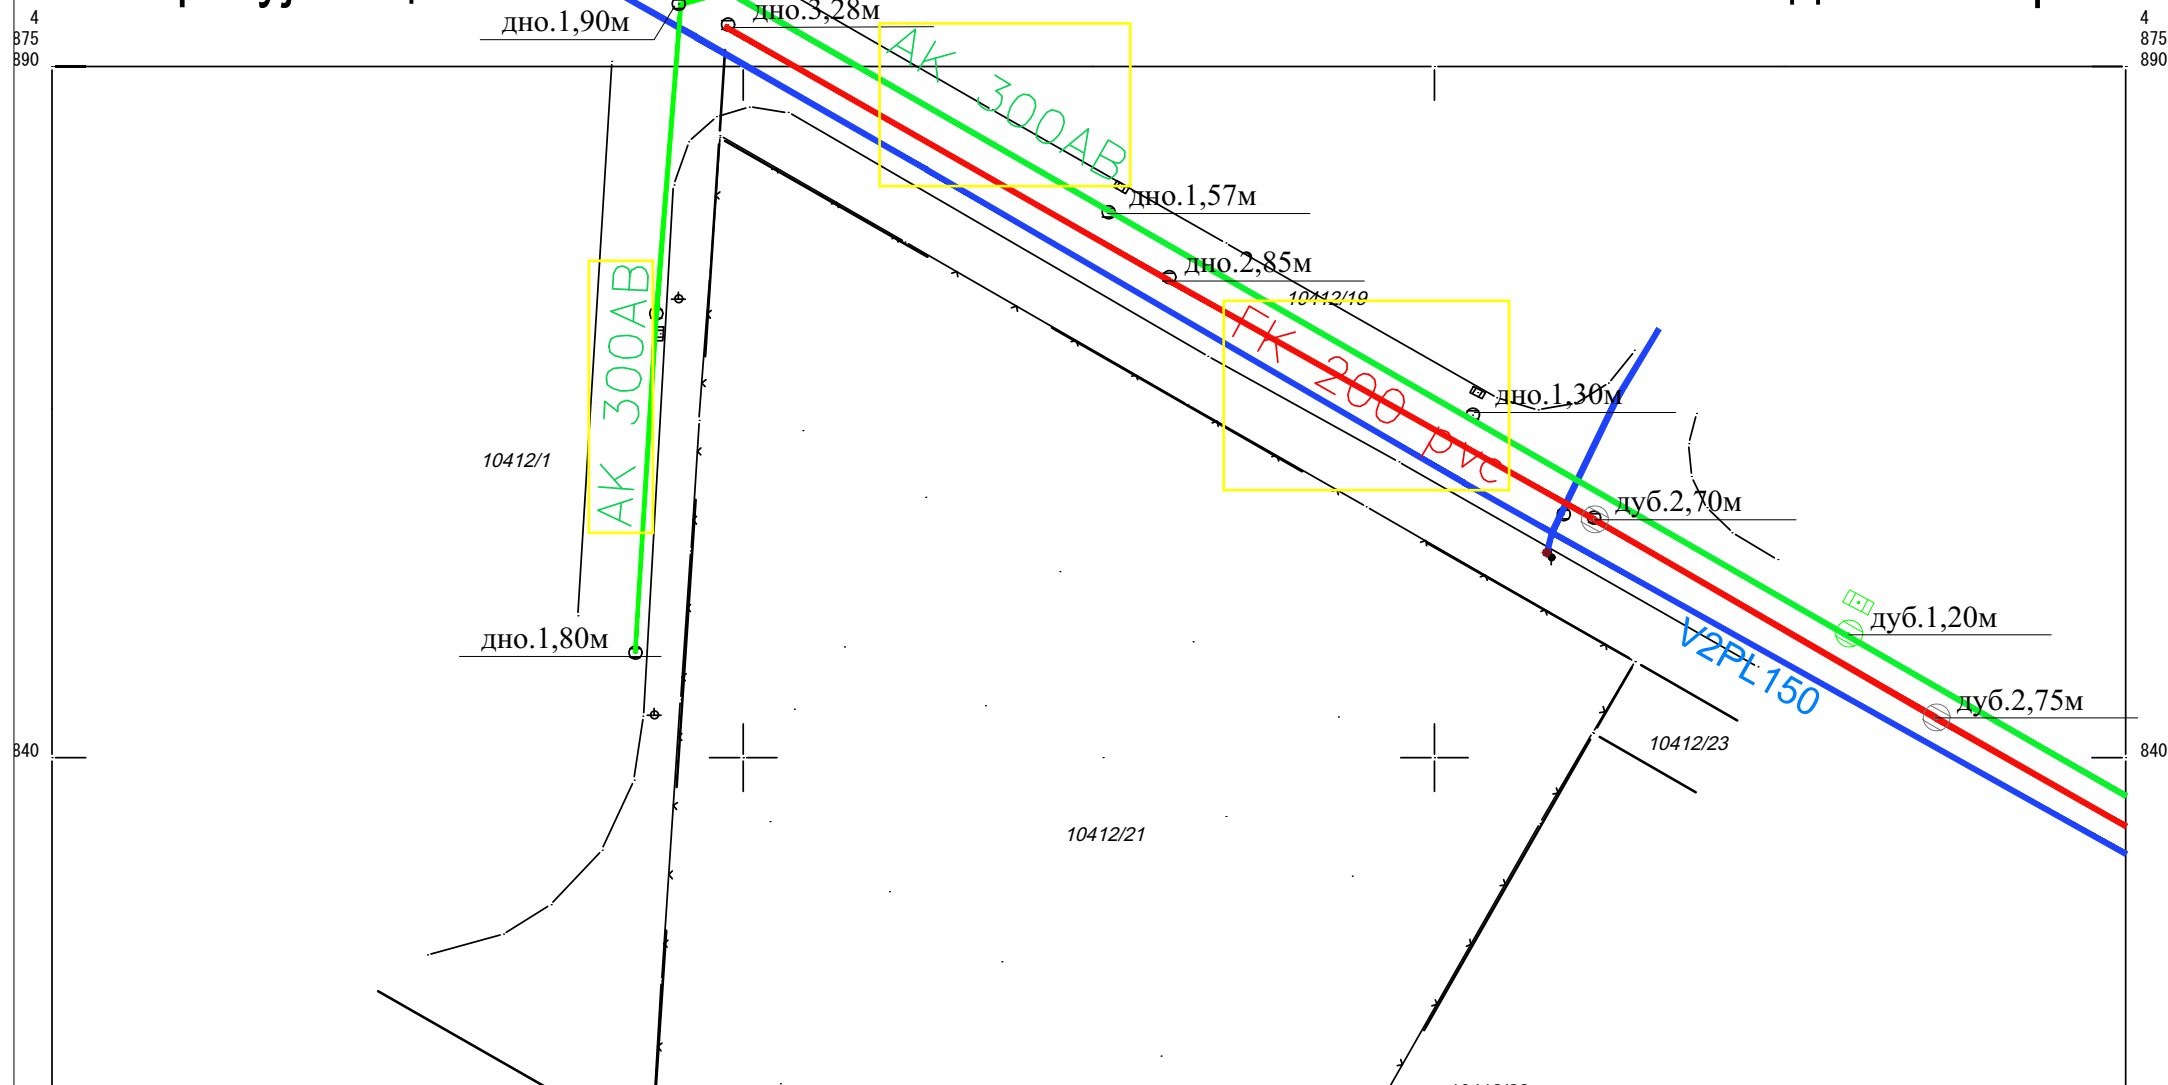 4
875
890
дно.1,90м
дно.3,28м
4
875
890
АК 300АВ
дно.1,57м
дно.2,85м
10412/19
АК 300АВ
FK 200 pvc
дно.1,30м
10412/1
дуб.2,70м
дно.1,80м
дуб.1,20м
V2PL150
дуб.2,75м
10412/23
840
840
10412/21